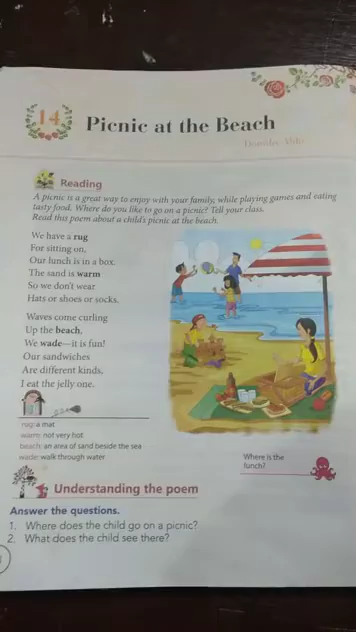 14
Picnic at the Beach
Dorothy Aldis
Reading
A picnic is a great way to enjoy with your family, while playing games and eating
tasty food. Where do you like to go on a picnic? Tell your class.
Read this poem about a child's picnic at the beach.
We have a rug
For sitting on,
Our lunch is in a box.
The sand is warm
So we don't wear
Hats or shoes or socks.
Waves come curling
Up the beach,
We wade—it is fun!
Our sandwiches
Are different kinds,
I eat the jelly one.
rug: a mat
warm: not very hot
beach: an area of sand beside the sea
wade: walk through water
Where is the
lunch?
Understanding the poem
Answer the questions.
1. Where does the child go on a picnic?
2. What does the child see there?